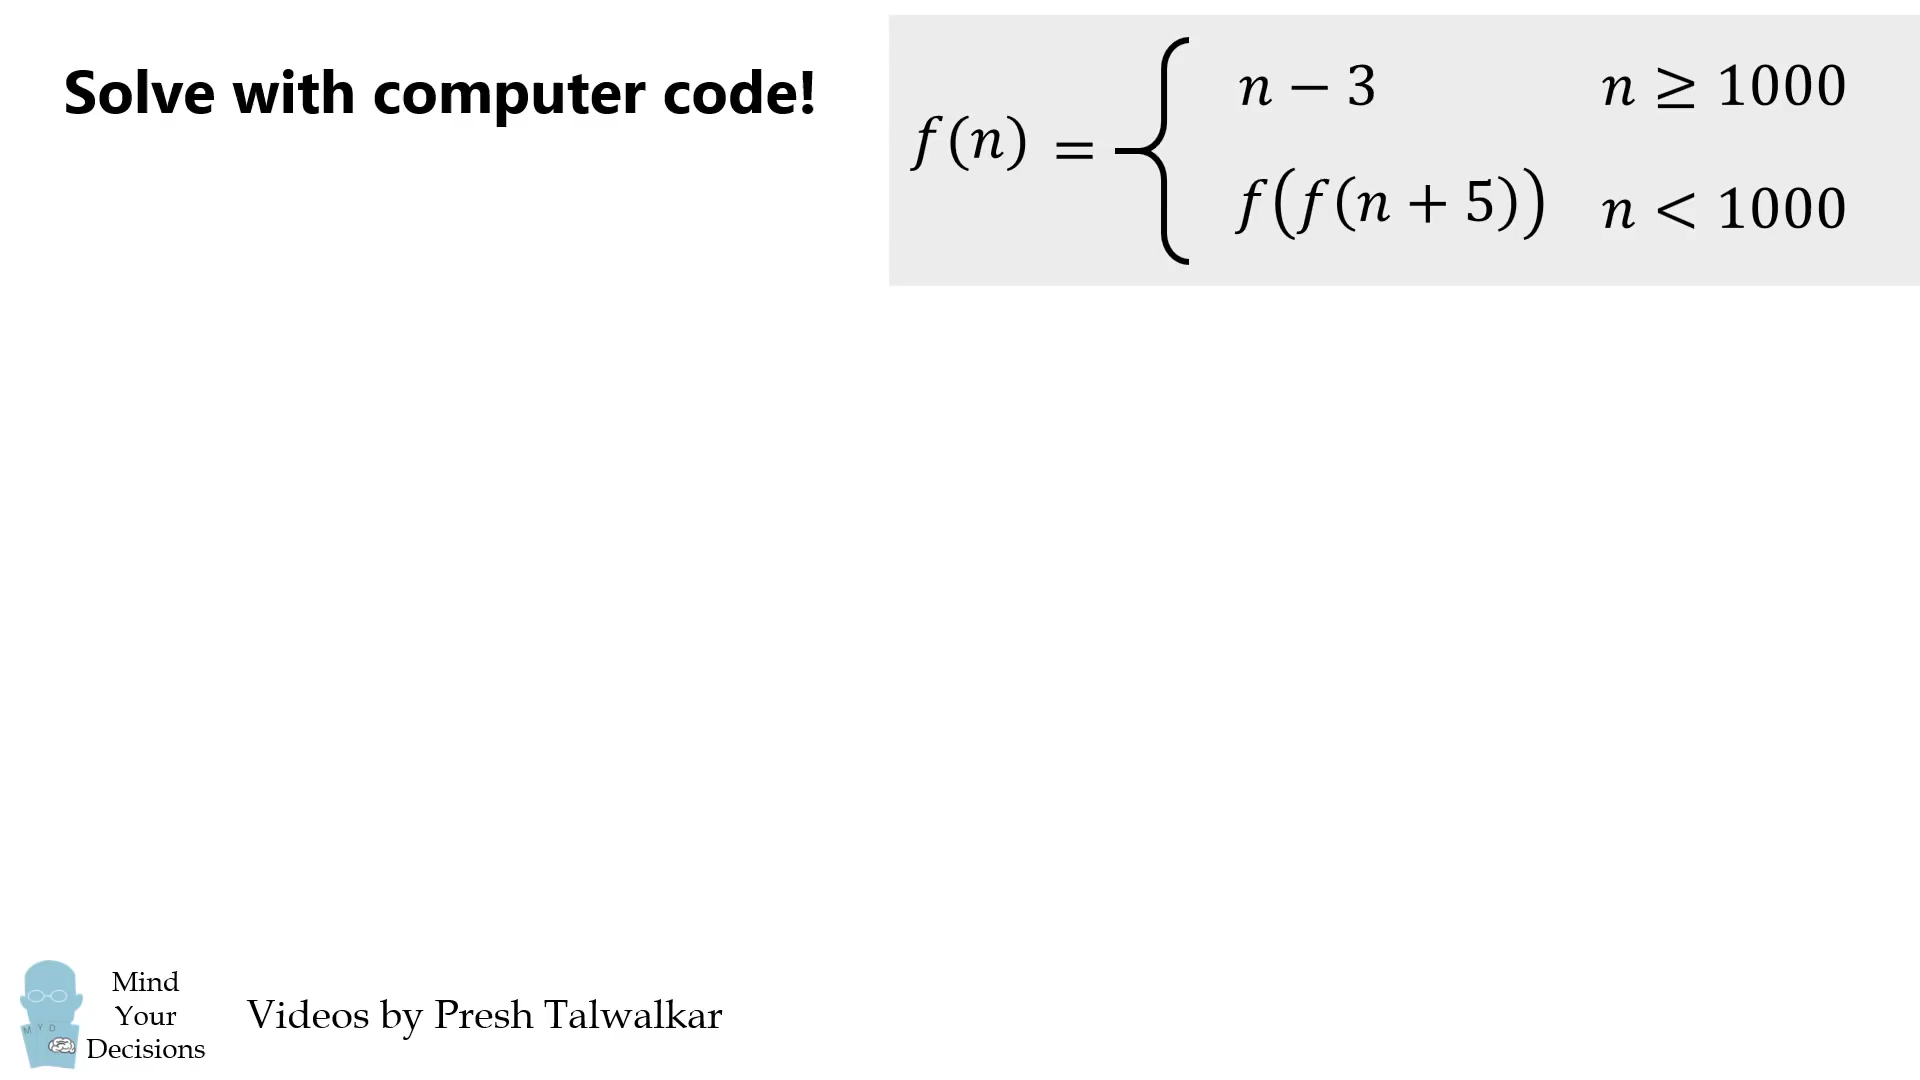 Solve with computer code!
f(n) = { n − 3 n ≥ 1000
f(f(n + 5)) n < 1000
M Y D
Mind
Your
Decisions
Videos by Presh Talwalkar